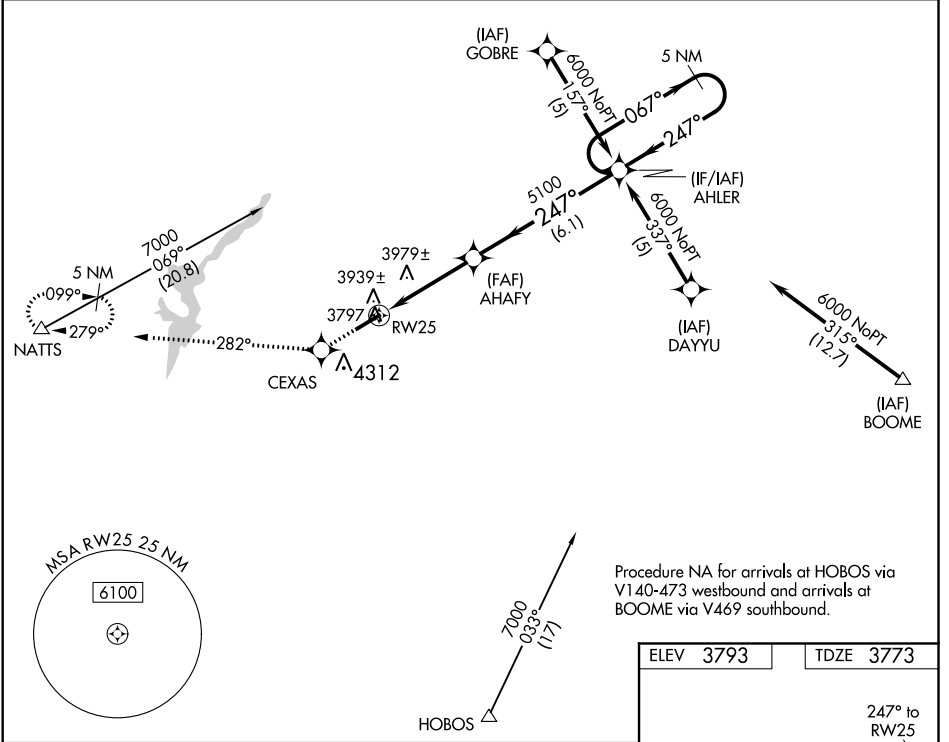 (IAF)
GOBRE
6000 NoPT
157°
(5)
5 NM
067°
247°
(IF/IAF)
AHLER
5100
247°
(6.1)
6000 NoPT
337°
(5)
7000
069°
(20.8)
5 NM
099°
279°
NATTS
3979±
3939±
3797
RW25
(FAF)
AHAFY
(IAF)
DAYYU
6000 NoPT
315°
(12.7)
(IAF)
BOOME
282°
CEXAS
4312
MSA RW25 25 NM
6100
7000
033°
(17)
HOBOS
Procedure NA for arrivals at HOBOS via
V140-473 westbound and arrivals at
BOOME via V469 southbound.
ELEV 3793
TDZE 3773
247° to
RW25